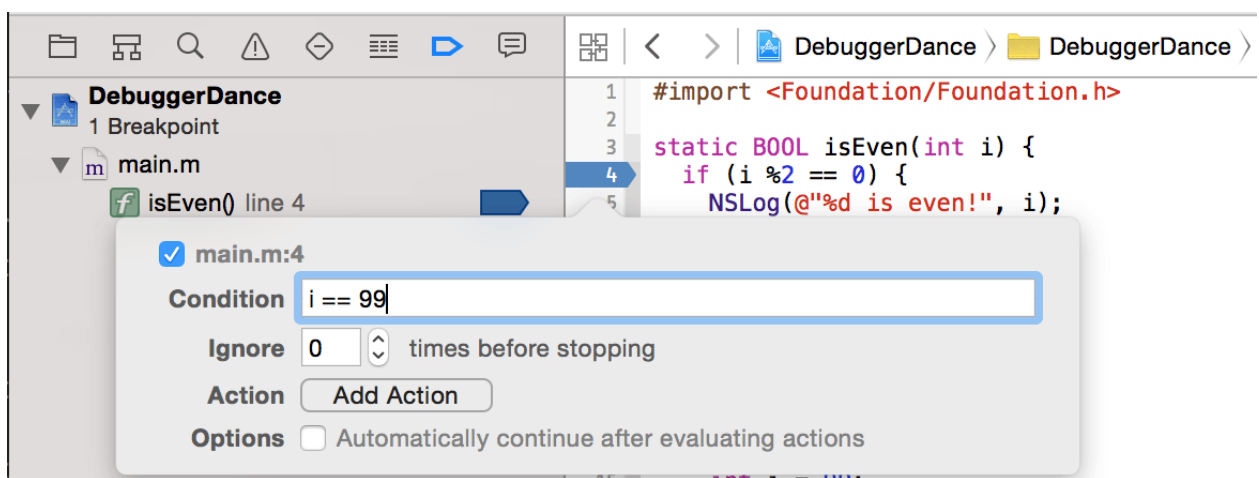 DebuggerDance 〉 DebuggerDance 〉
DebuggerDance
1 Breakpoint
main.m
isEven() line 4
1 #import <Foundation/Foundation.h>
2
3 static BOOL isEven(int i) {
4 if (i %2 == 0) {
5 NSLog(@"%d is even!", i);
main.m:4
Condition i == 99
Ignore 0 times before stopping
Action Add Action
Options Automatically continue after evaluating actions